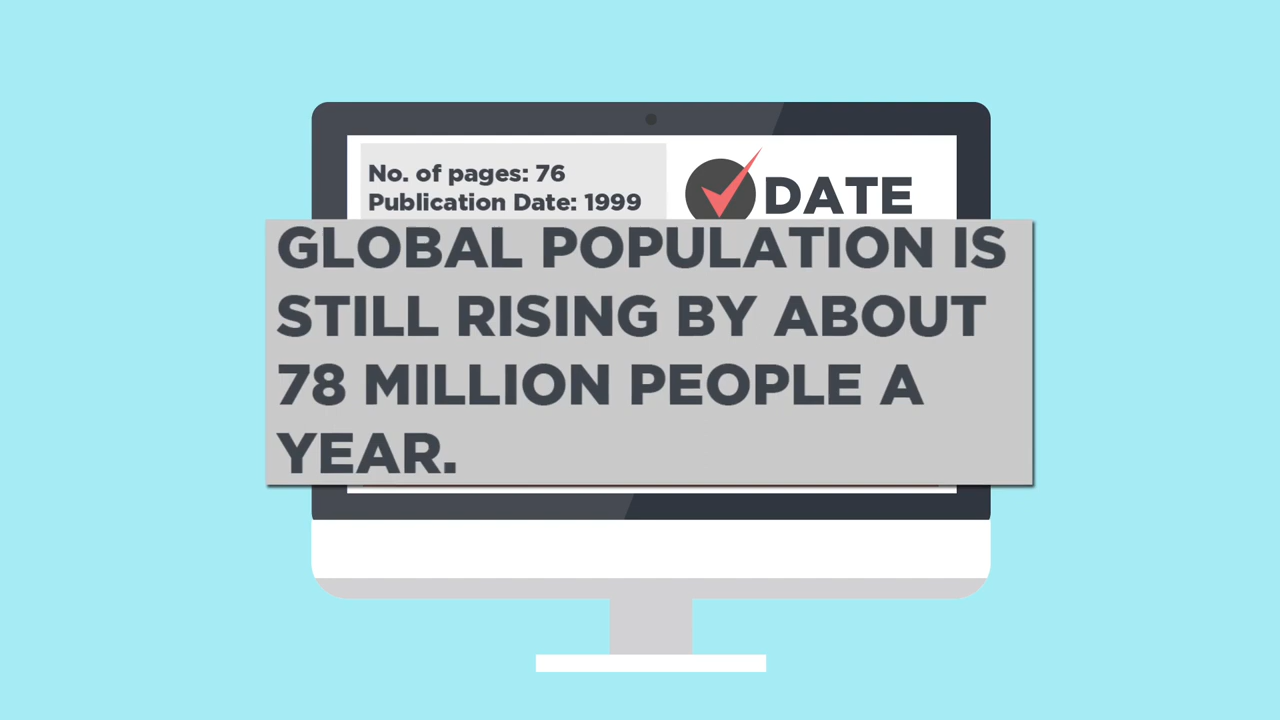 No. of pages: 76
Publication Date: 1999
DATE
GLOBAL POPULATION IS
STILL RISING BY ABOUT
78 MILLION PEOPLE A
YEAR.